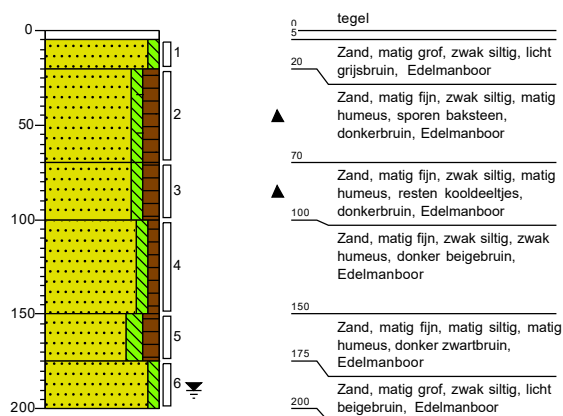 0
50
100
150
200
1
2
3
4
5
6
0
tegel
5
Zand, matig grof, zwak siltig, licht
grijsbruin, Edelmanboor
20
Zand, matig fijn, zwak siltig, matig
humeus, sporen baksteen,
donkerbruin, Edelmanboor
70
Zand, matig fijn, zwak siltig, matig
humeus, resten kooldeeltjes,
donkerbruin, Edelmanboor
100
Zand, matig fijn, zwak siltig, zwak
humeus, donker beigebruin,
Edelmanboor
150
Zand, matig fijn, matig siltig, matig
humeus, donker zwartbruin,
Edelmanboor
175
Zand, matig grof, zwak siltig, licht
beigebruin, Edelmanboor
200